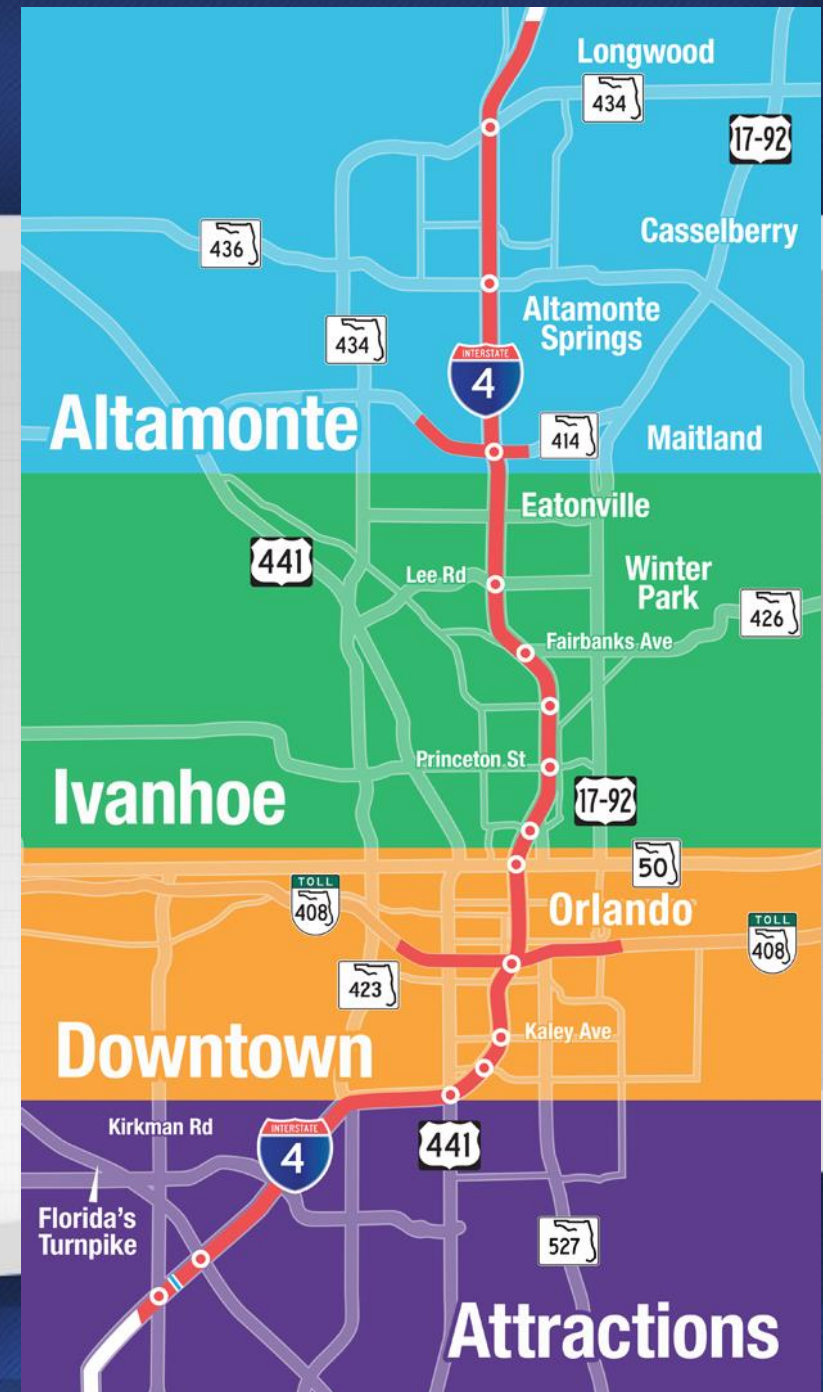 Longwood
434
17-92
Casselberry
436
Altamonte
Springs
434
INTERSTATE
4
Altamonte
414
Maitland
Eatonville
441
Lee Rd
Winter
Park
426
Fairbanks Ave
Princeton St
Ivanhoe
17-92
50
TOLL
408
Orlando
TOLL
408
423
Downtown
Kaley Ave
Kirkman Rd
INTERSTATE
4
441
Florida's
Turnpike
527
Attractions